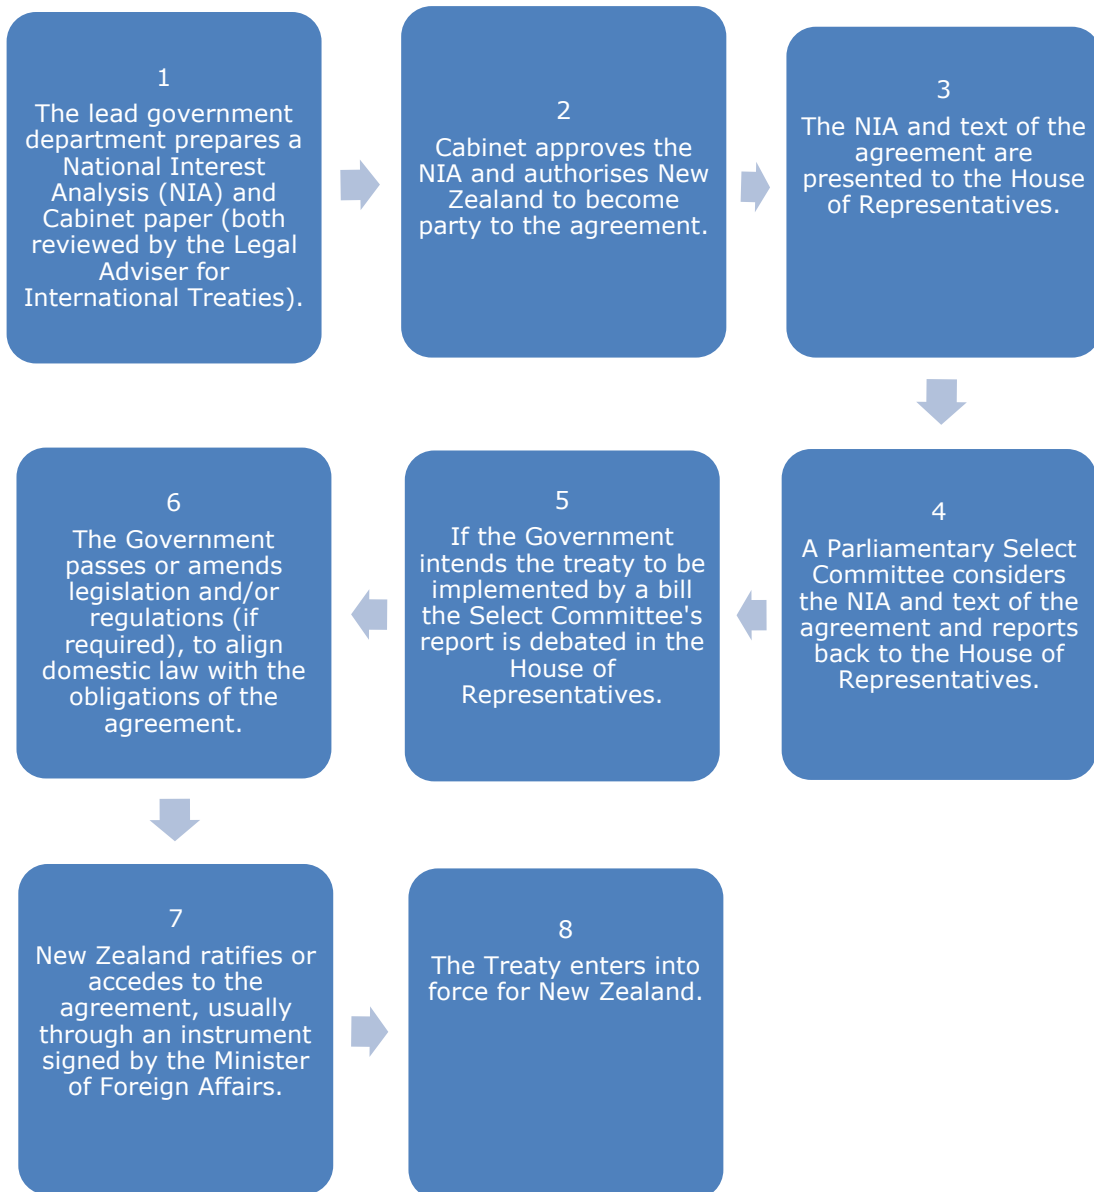 1
The lead government
department prepares a
National Interest
Analysis (NIA) and
Cabinet paper (both
reviewed by the Legal
Adviser for
International Treaties).
2
Cabinet approves the
NIA and authorises New
Zealand to become
party to the agreement.
3
The NIA and text of the
agreement are
presented to the House
of Representatives.
4
A Parliamentary Select
Committee considers
the NIA and text of the
agreement and reports
back to the House of
Representatives.
5
If the Government
intends the treaty to be
implemented by a bill
the Select Committee's
report is debated in the
House of
Representatives.
6
The Government
passes or amends
legislation and/or
regulations (if
required), to align
domestic law with the
obligations of the
agreement.
7
New Zealand ratifies or
accedes to the
agreement, usually
through an instrument
signed by the Minister
of Foreign Affairs.
8
The Treaty enters into
force for New Zealand.